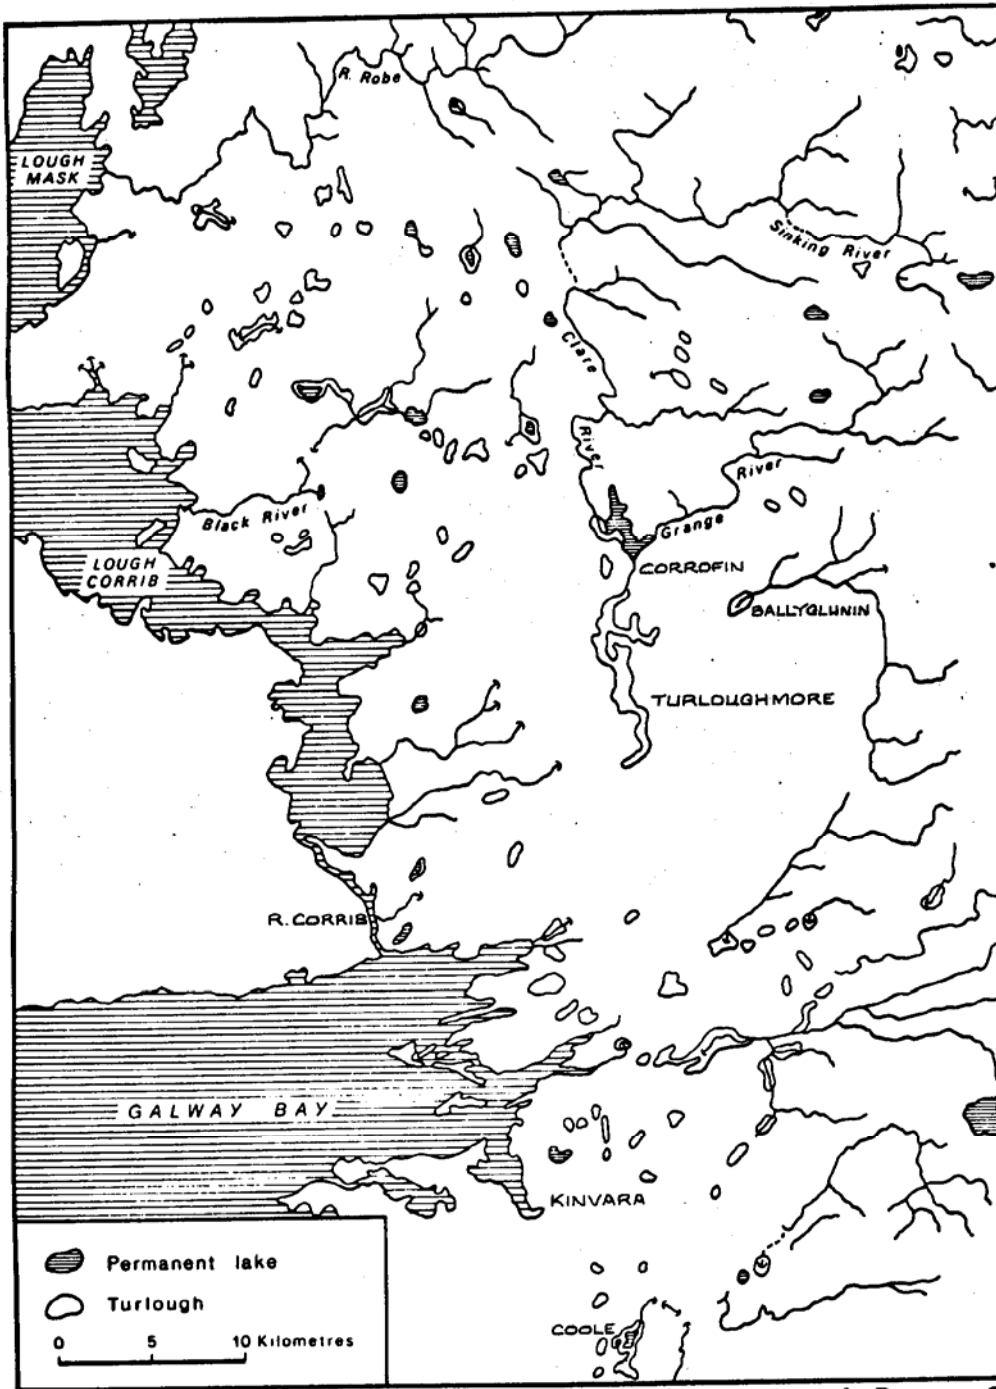 R. Robe
LOUGH
MASK
Sinking River
Clare
River
River
Black River
Grange
LOUGH
CORRIB
CORROFIN
BALLYGLUNIN
TURLOUGHMORE
R. CORRIB
GALWAY BAY
KINVARA
Permanent lake
Turlough
0 5 10 Kilometres
COOLE